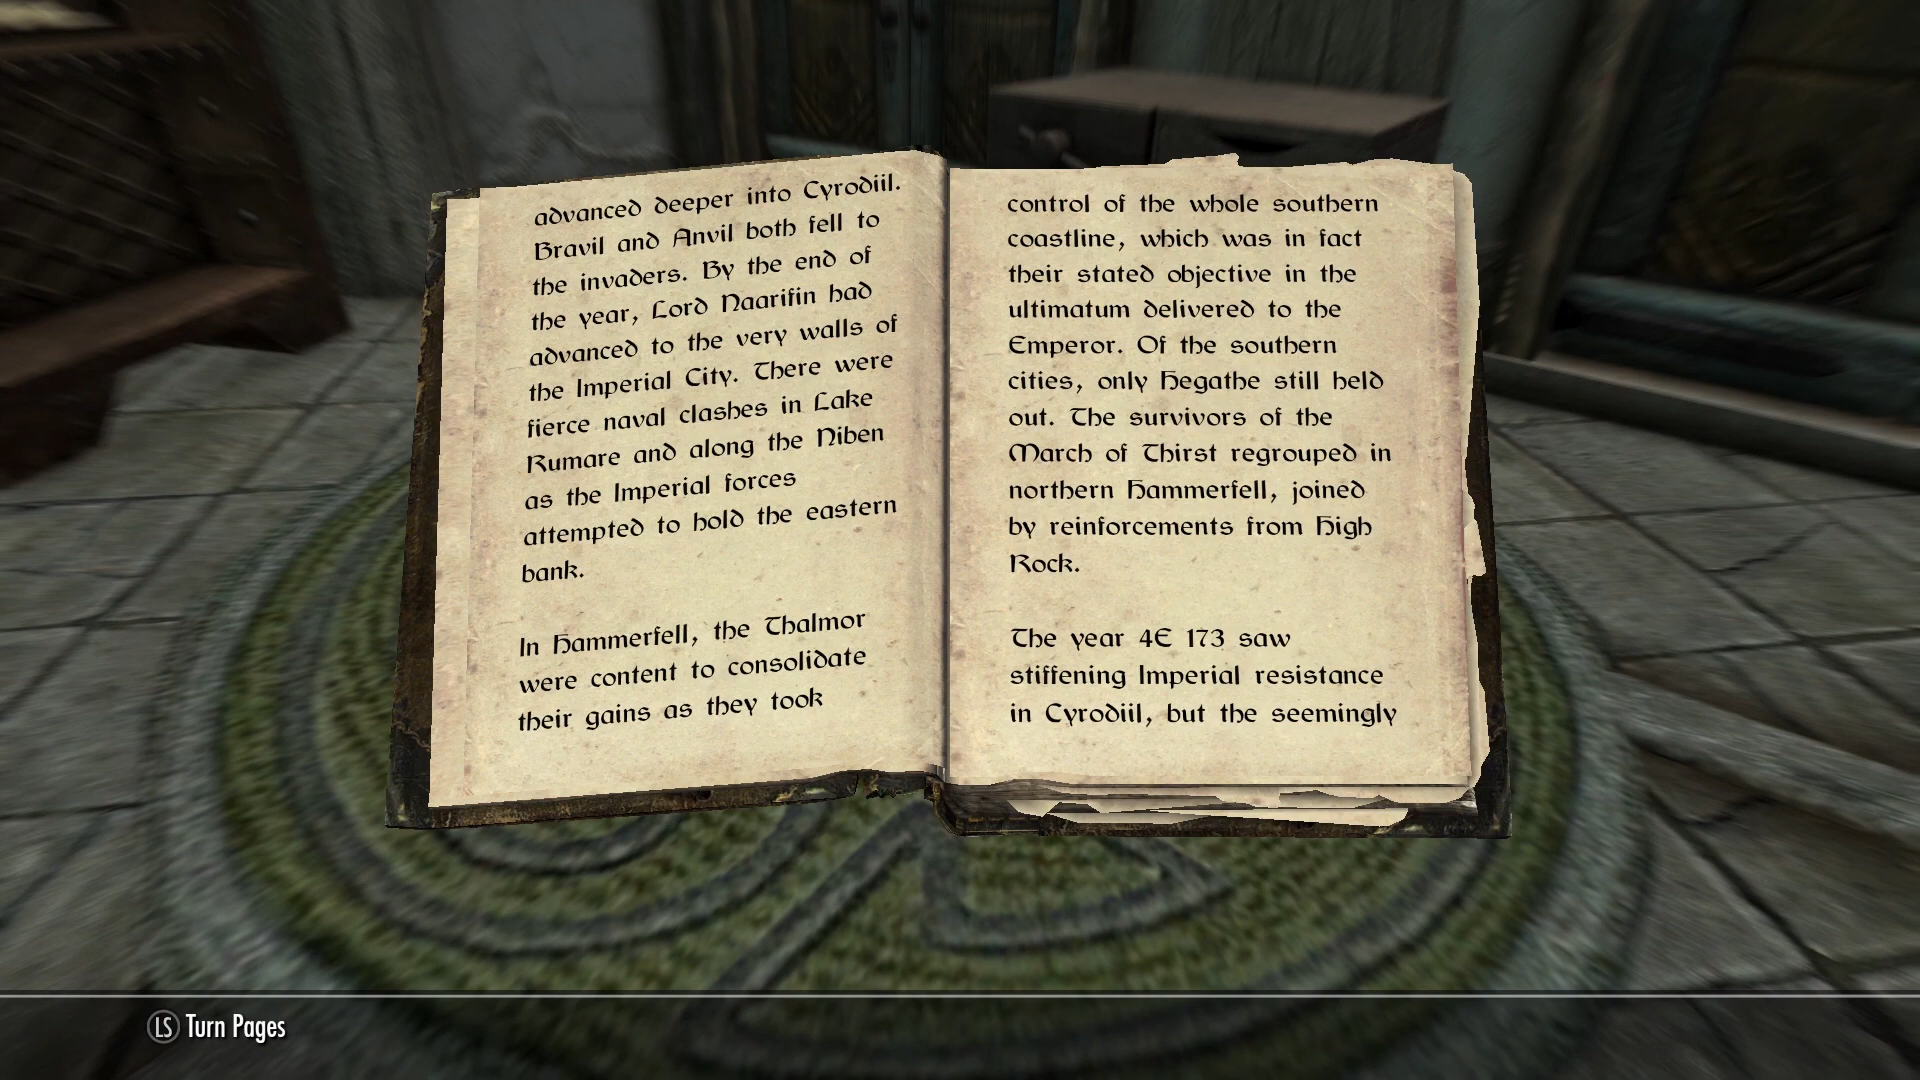 advanced deeper into Cyrodiil.
Bravil and Anvil both fell to
the invaders. By the end of
the year, Lord Naarifin had
advanced to the very walls of
the Imperial City. There were
fierce naval clashes in Lake
Rumare and along the Niben
as the Imperial forces
attempted to hold the eastern
bank.
In Hammerfell, the Thalmor
were content to consolidate
their gains as they took
control of the whole southern
coastline, which was in fact
their stated objective in the
ultimatum delivered to the
Emperor. Of the southern
cities, only Hegathe still held
out. The survivors of the
March of Thirst regrouped in
northern Hammerfell, joined
by reinforcements from High
Rock.
The year 4E 173 saw
stiffening Imperial resistance
in Cyrodiil, but the seemingly
LS Turn Pages